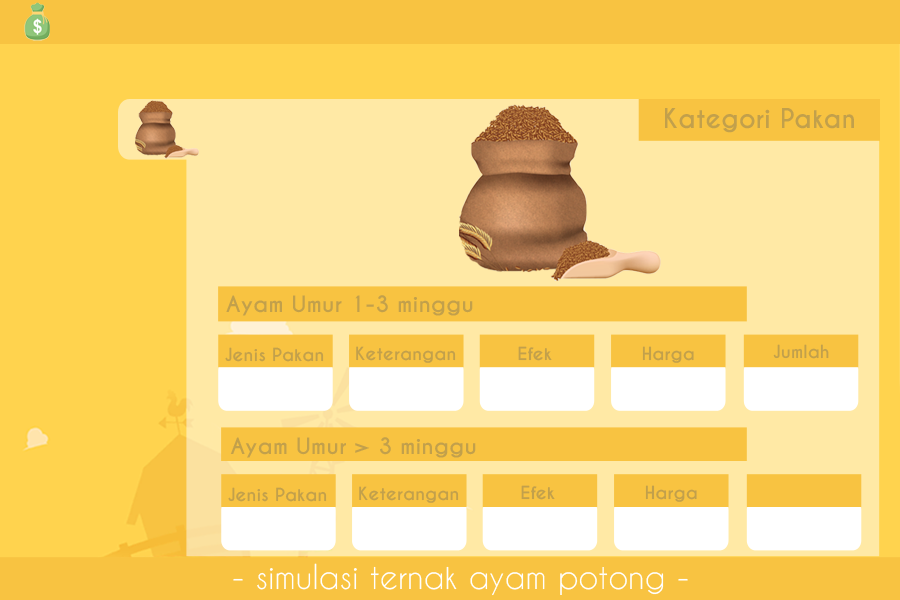 $
Kategori Pakan
Ayam Umur 1-3 minggu
Jenis Pakan Keterangan Efek Harga Jumlah
Ayam Umur > 3 minggu
Jenis Pakan Keterangan Efek Harga
- simulasi ternak ayam potong -